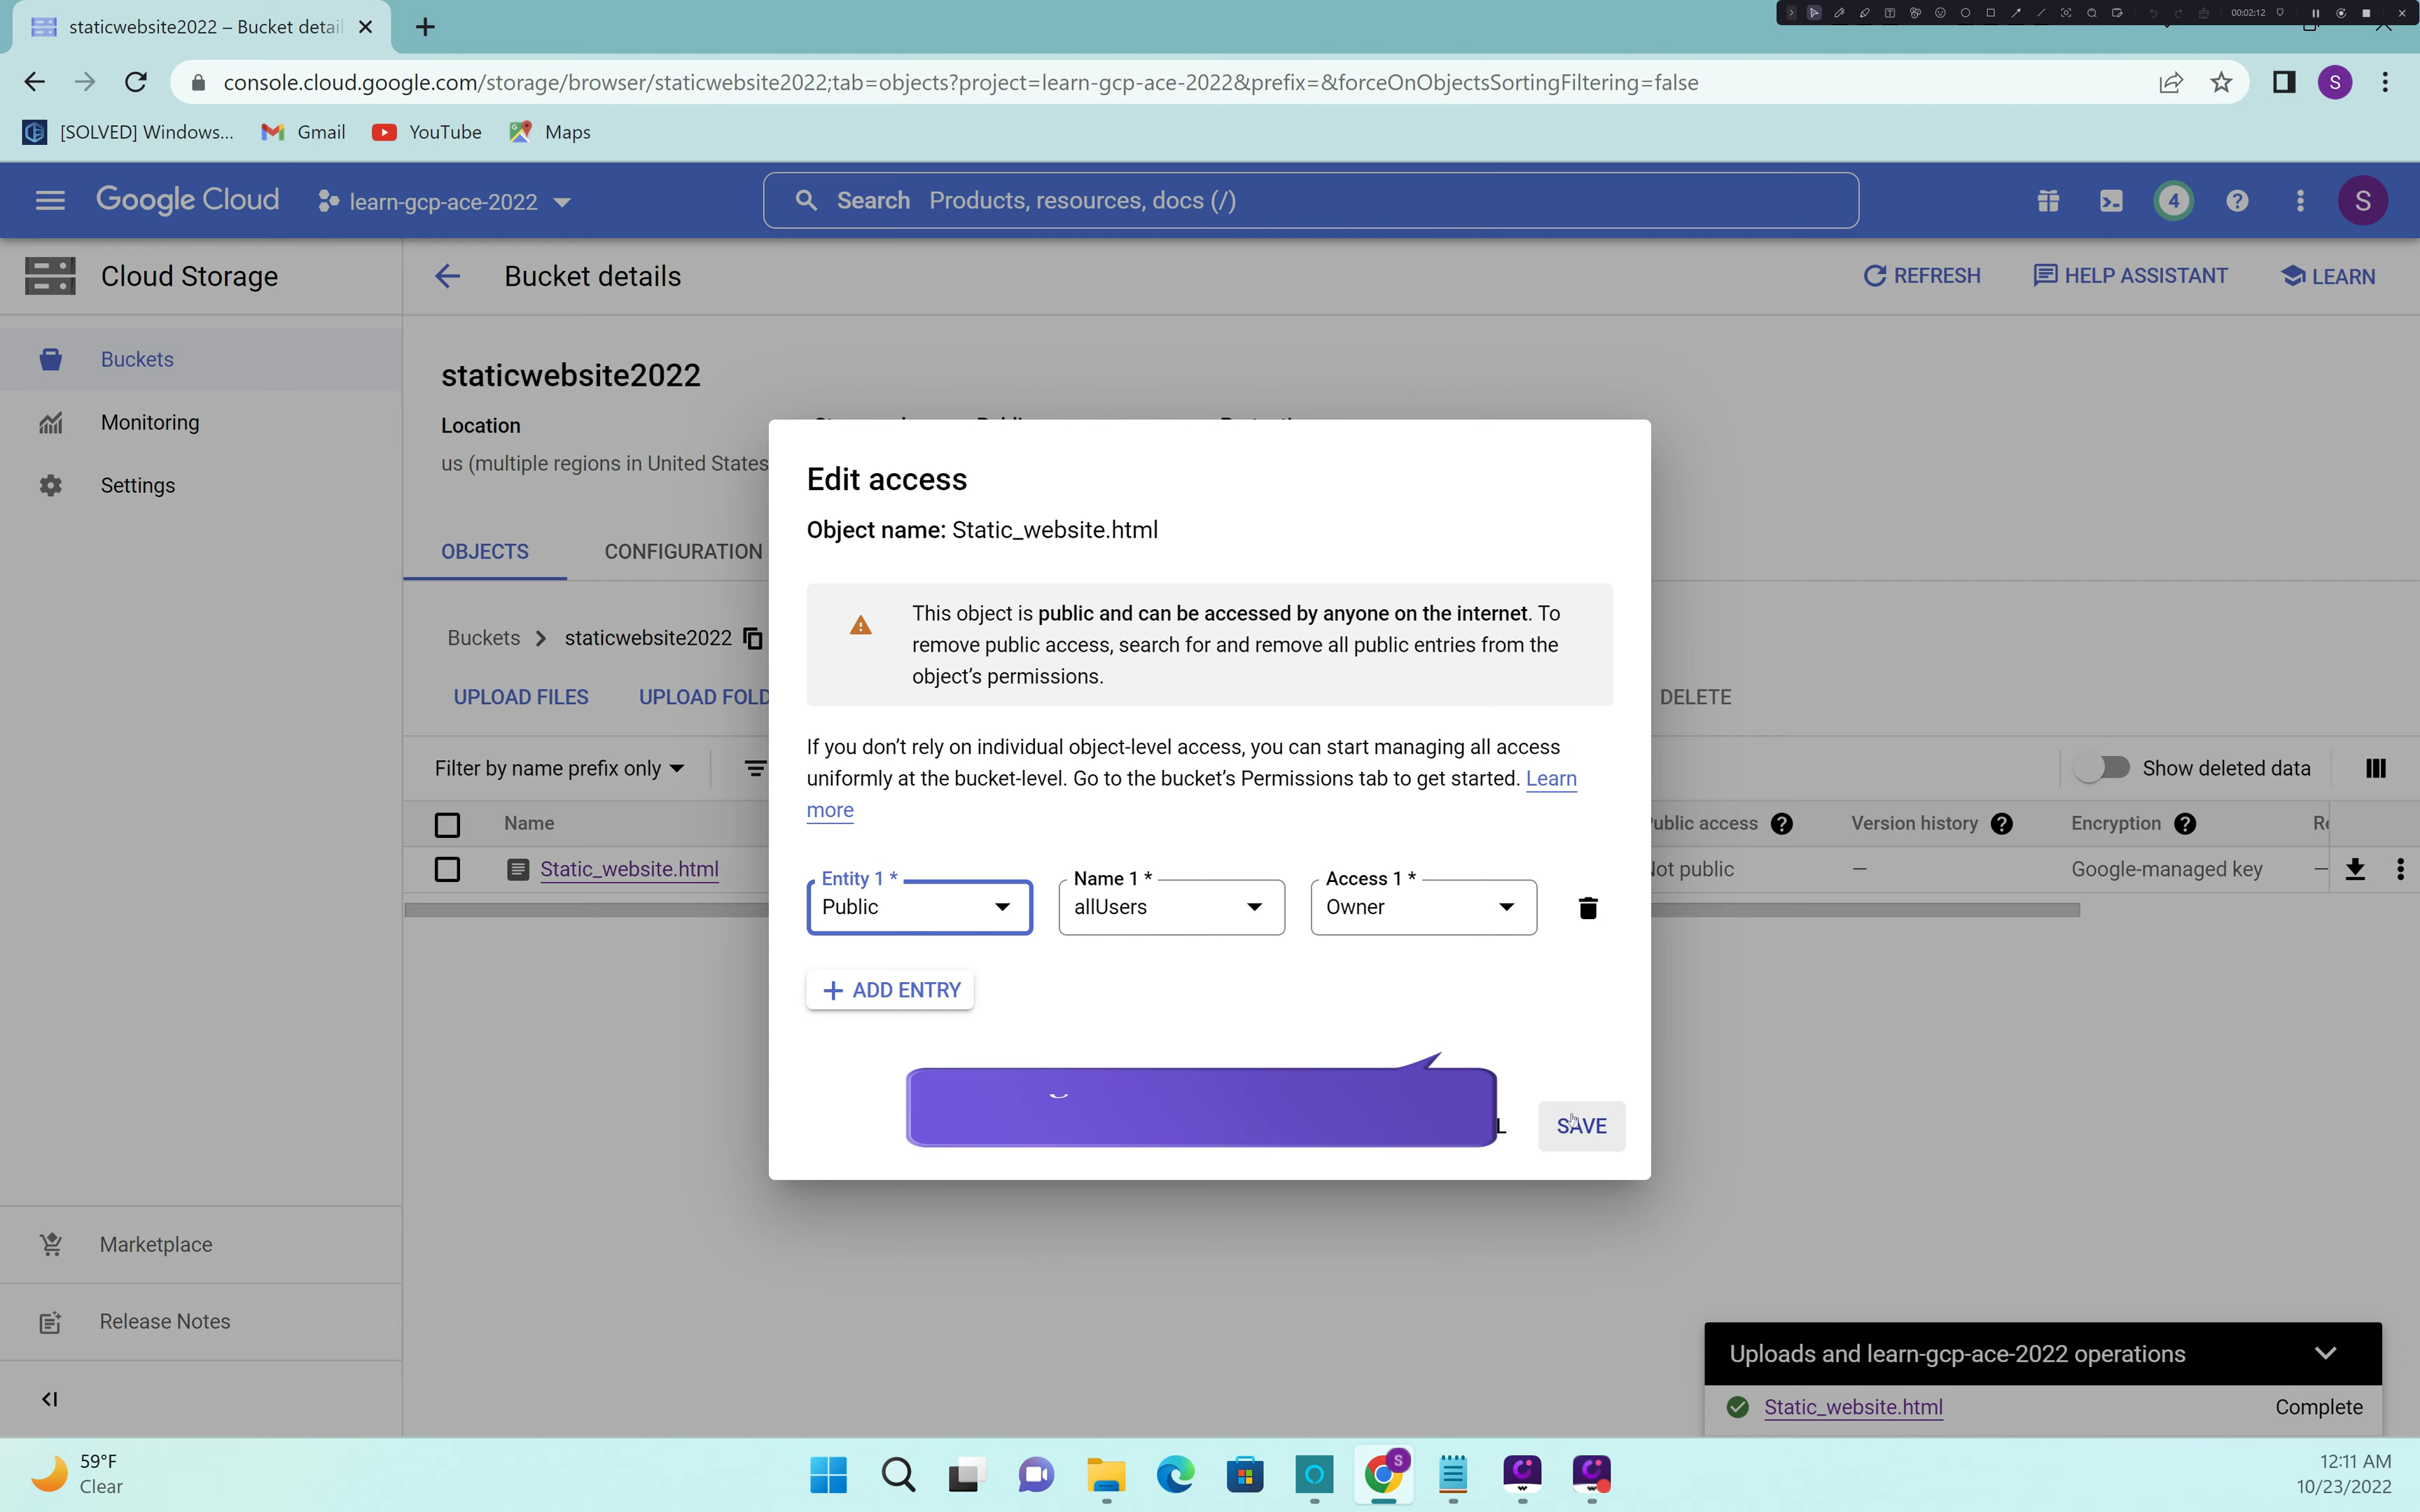 staticwebsite2022 – Bucket detail
00:02:12
console.cloud.google.com/storage/browser/staticwebsite2022;tab=objects?project=learn-gcp-ace-2022&prefix=&forceOnObjectsSortingFiltering=false
S
[SOLVED] Windows...
Gmail
YouTube
Maps
Google Cloud
learn-gcp-ace-2022
Search Products, resources, docs (/)
4
S
Cloud Storage
Bucket details
REFRESH
HELP ASSISTANT
LEARN
Buckets
Monitoring
Settings
staticwebsite2022
Location
us (multiple regions in United States
OBJECTS
CONFIGURATION
Buckets > staticwebsite2022
UPLOAD FILES
UPLOAD FOLD
DELETE
Filter by name prefix only
Show deleted data
Name
ublic access
Version history
Encryption
Static_website.html
Not public
—
Google-managed key
—
Edit access
Object name: Static_website.html
This object is public and can be accessed by anyone on the internet. To
remove public access, search for and remove all public entries from the
object's permissions.
If you don't rely on individual object-level access, you can start managing all access
uniformly at the bucket-level. Go to the bucket's Permissions tab to get started. Learn
more
Entity 1 *
Public
Name 1 *
allUsers
Access 1 *
Owner
+ ADD ENTRY
L
SAVE
Marketplace
Release Notes
Uploads and learn-gcp-ace-2022 operations
Static_website.html
Complete
59°F
Clear
S
12:11 AM
10/23/2022